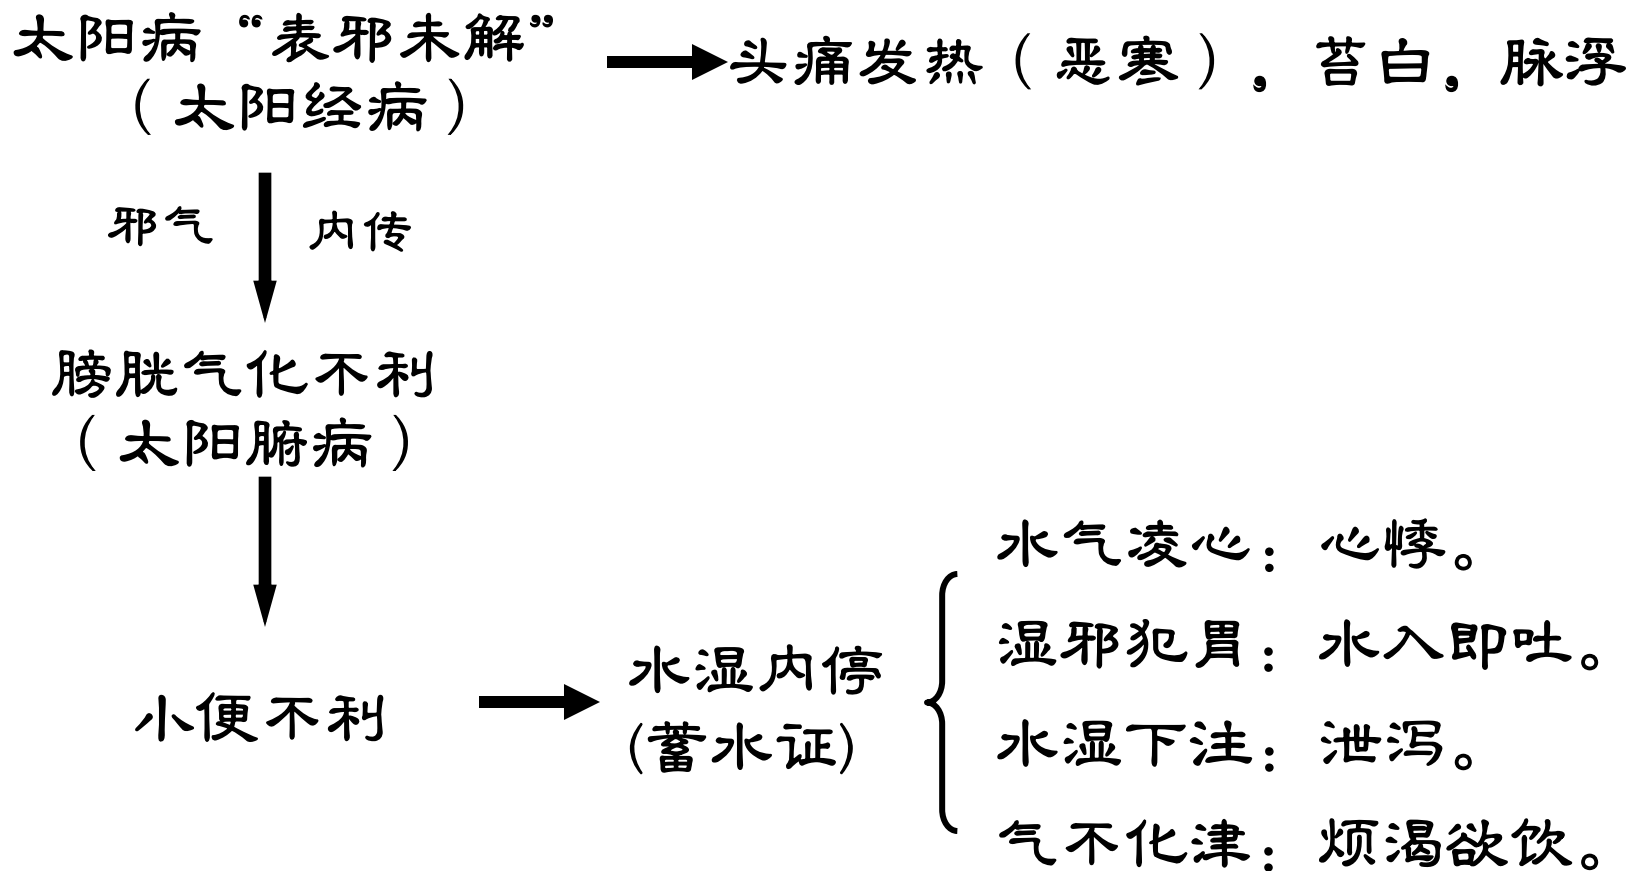 太阳病“表邪未解”
（太阳经病）
头痛发热（恶寒），苔白，脉浮
邪气 内传
膀胱气化不利
（太阳腑病）
小便不利
水湿内停
(蓄水证)
水气凌心：心悸。
湿邪犯胃：水入即吐。
水湿下注：泄泻。
气不化津：烦渴欲饮。